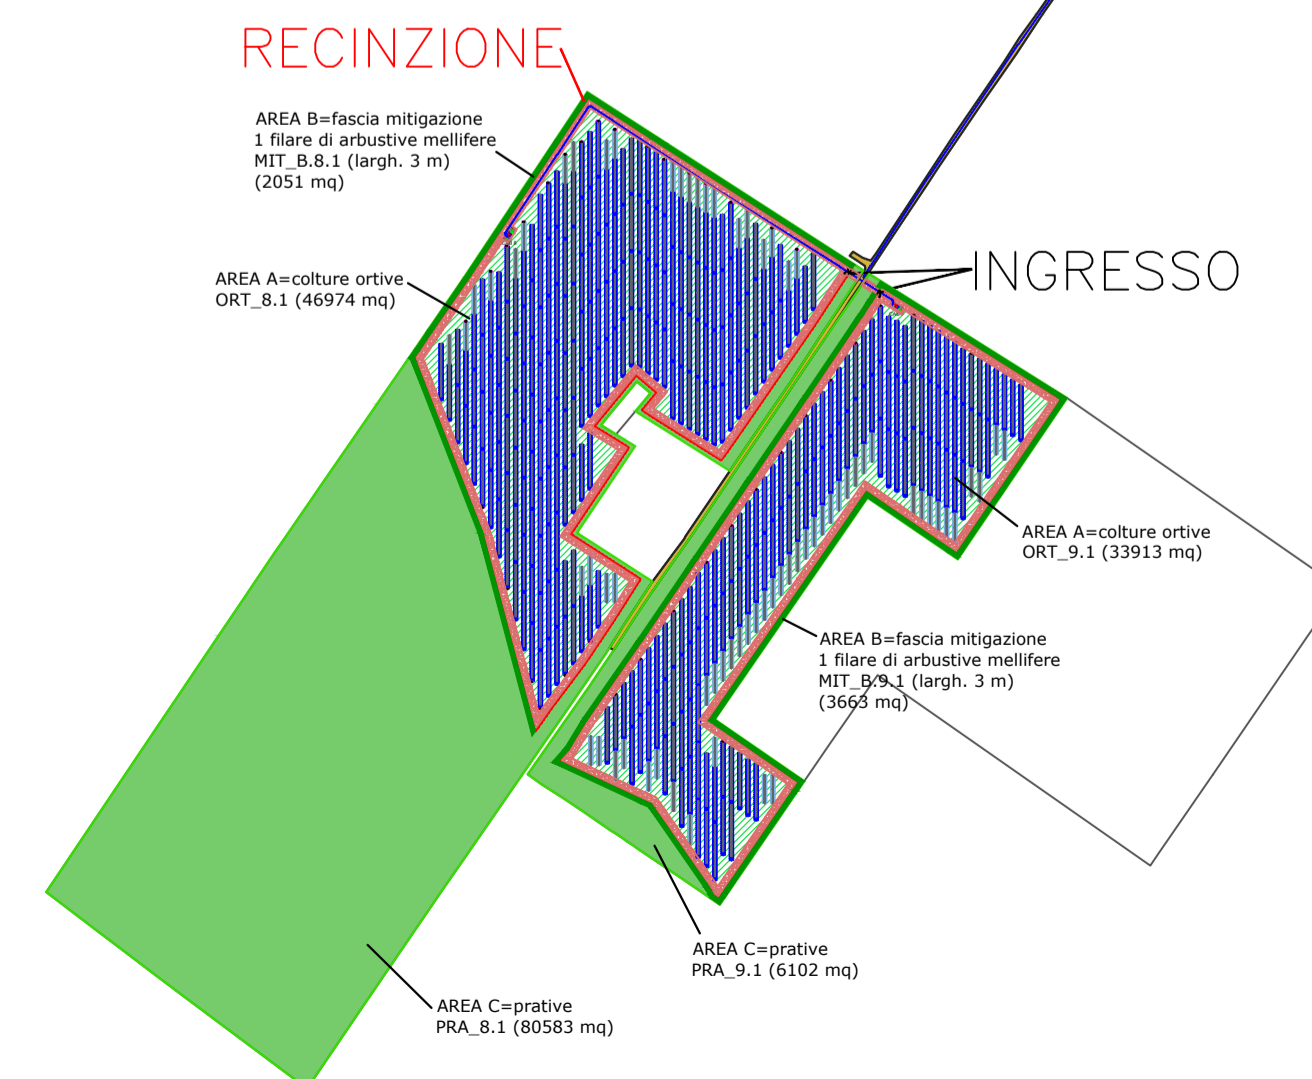 RECINZIONE
AREA B=fascia mitigazione
1 filare di arbustive mellifere
MIT_B.8.1 (largh. 3 m)
(2051 mq)
INGRESSO
AREA A=colture ortive
ORT_8.1 (46974 mq)
AREA A=colture ortive
ORT_9.1 (33913 mq)
AREA B=fascia mitigazione
1 filare di arbustive mellifere
MIT_B.9.1 (largh. 3 m)
(3663 mq)
AREA C=prative
PRA_9.1 (6102 mq)
AREA C=prative
PRA_8.1 (80583 mq)